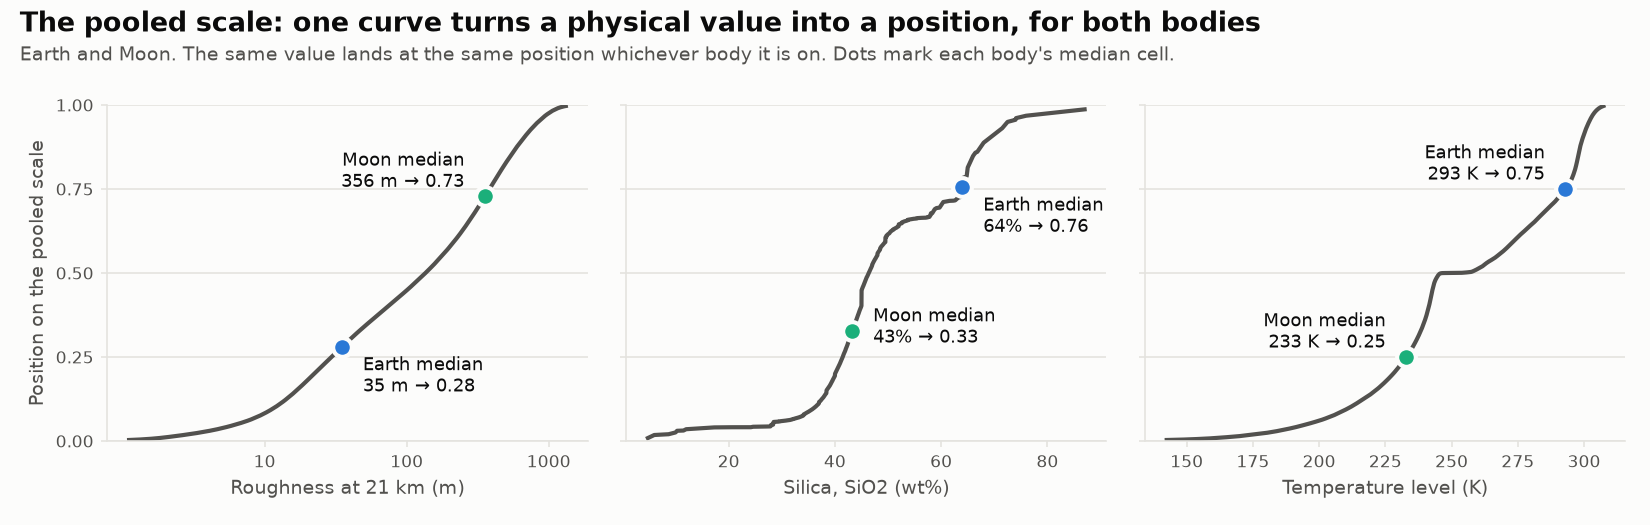 The pooled scale: one curve turns a physical value into a position, for both bodies
Earth and Moon. The same value lands at the same position whichever body it is on. Dots mark each body's median cell.
Position on the pooled scale
1.00
0.75
0.50
0.25
0.00
Moon median
356 m → 0.73
Earth median
35 m → 0.28
10
100
1000
Roughness at 21 km (m)
Earth median
64% → 0.76
Moon median
43% → 0.33
20
40
60
80
Silica, SiO2 (wt%)
Earth median
293 K → 0.75
Moon median
233 K → 0.25
150
175
200
225
250
275
300
Temperature level (K)